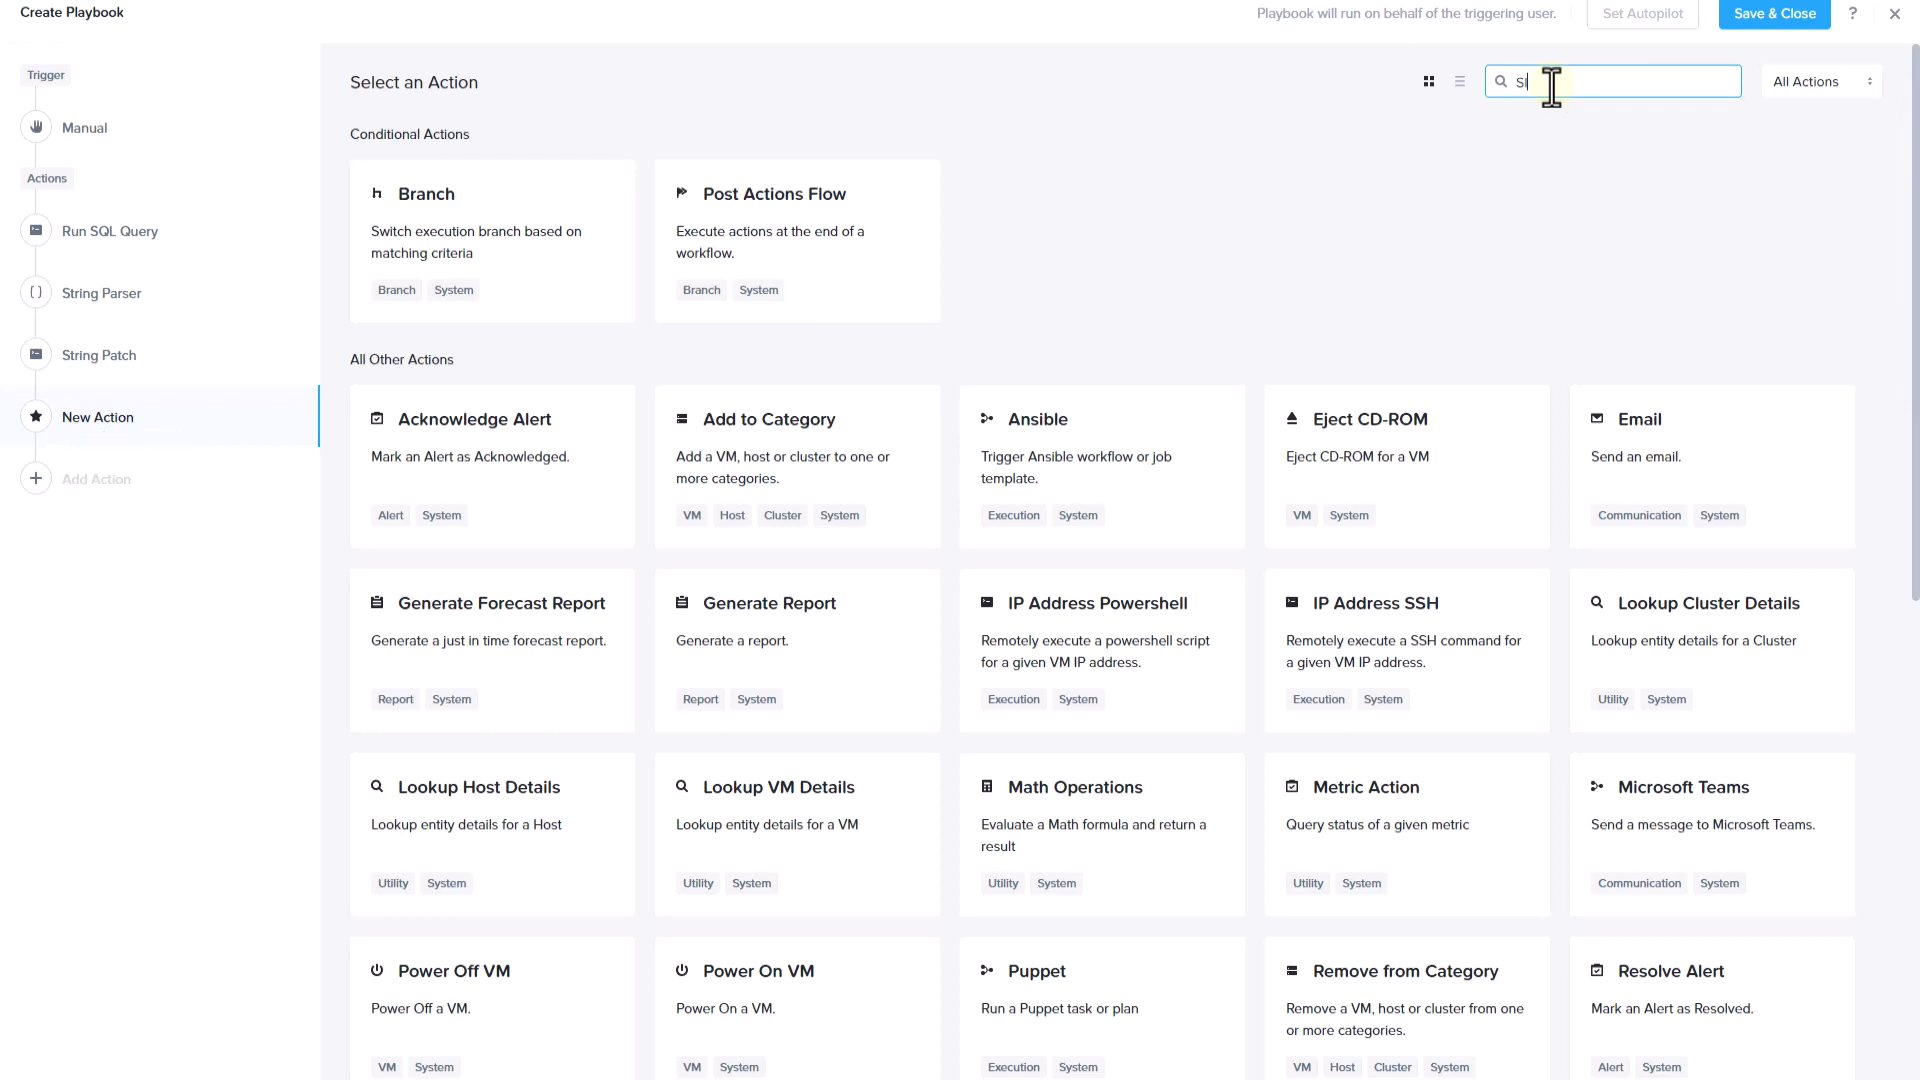 Create Playbook
Playbook will run on behalf of the triggering user.
Set Autopilot
Save & Close
?
Trigger
Manual
Actions
Run SQL Query
String Parser
String Patch
New Action
Add Action
Select an Action
Sl
All Actions
Conditional Actions
Branch
Switch execution branch based on
matching criteria
Branch System
Post Actions Flow
Execute actions at the end of a
workflow.
Branch System
All Other Actions
Acknowledge Alert
Mark an Alert as Acknowledged.
Alert System
Add to Category
Add a VM, host or cluster to one or
more categories.
VM Host Cluster System
Ansible
Trigger Ansible workflow or job
template.
Execution System
Eject CD-ROM
Eject CD-ROM for a VM
VM System
Email
Send an email.
Communication System
Generate Forecast Report
Generate a just in time forecast report.
Report System
Generate Report
Generate a report.
Report System
IP Address Powershell
Remotely execute a powershell script
for a given VM IP address.
Execution System
IP Address SSH
Remotely execute a SSH command for
a given VM IP address.
Execution System
Lookup Cluster Details
Lookup entity details for a Cluster
Utility System
Lookup Host Details
Lookup entity details for a Host
Utility System
Lookup VM Details
Lookup entity details for a VM
Utility System
Math Operations
Evaluate a Math formula and return a
result
Utility System
Metric Action
Query status of a given metric
Utility System
Microsoft Teams
Send a message to Microsoft Teams.
Communication System
Power Off VM
Power Off a VM.
VM System
Power On VM
Power On a VM.
VM System
Puppet
Run a Puppet task or plan
Execution System
Remove from Category
Remove a VM, host or cluster from one
or more categories.
VM Host Cluster System
Resolve Alert
Mark an Alert as Resolved.
Alert System